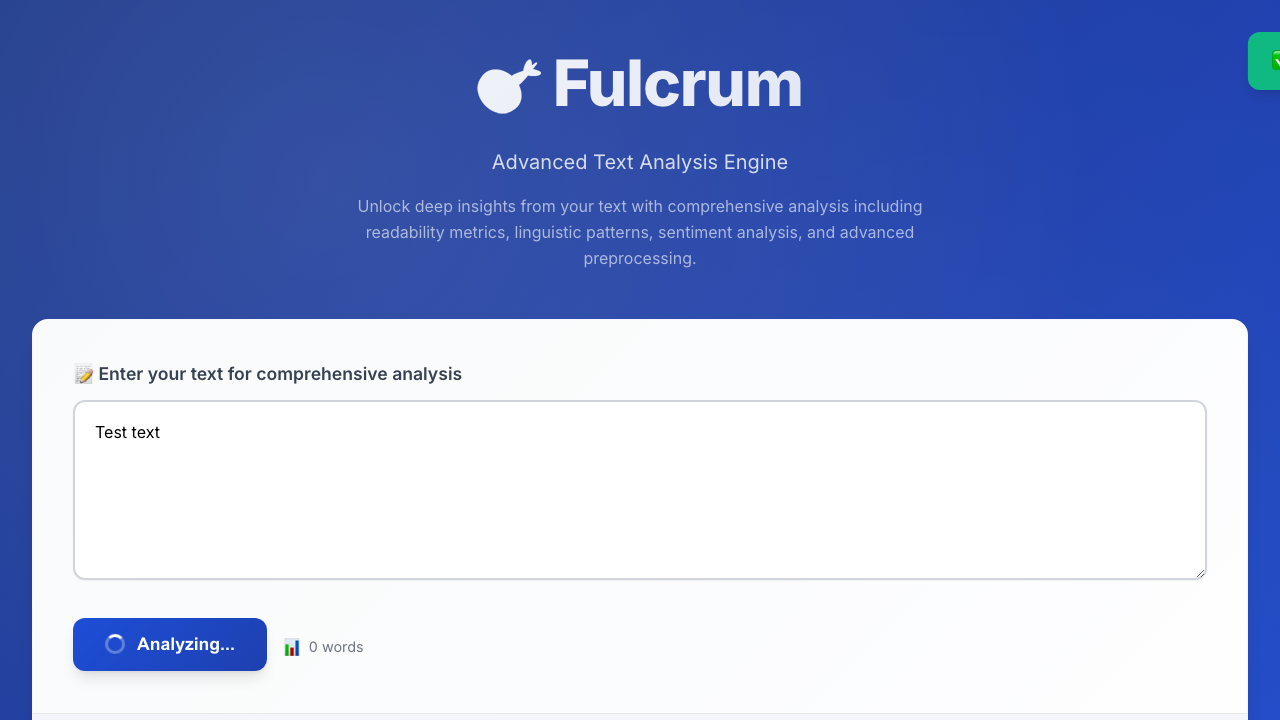 Fulcrum
Advanced Text Analysis Engine
Unlock deep insights from your text with comprehensive analysis including
readability metrics, linguistic patterns, sentiment analysis, and advanced
preprocessing.
Enter your text for comprehensive analysis
Test text
Analyzing...
0 words